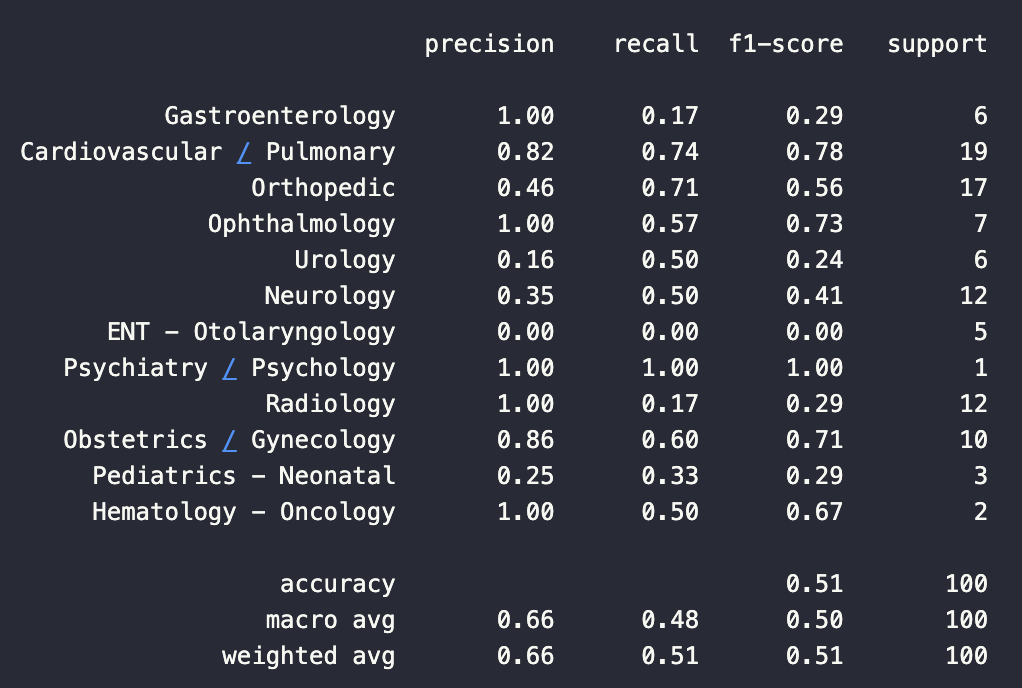 precision recall f1-score support
Gastroenterology 1.00 0.17 0.29 6
Cardiovascular / Pulmonary 0.82 0.74 0.78 19
Orthopedic 0.46 0.71 0.56 17
Ophthalmology 1.00 0.57 0.73 7
Urology 0.16 0.50 0.24 6
Neurology 0.35 0.50 0.41 12
ENT - Otolaryngology 0.00 0.00 0.00 5
Psychiatry / Psychology 1.00 1.00 1.00 1
Radiology 1.00 0.17 0.29 12
Obstetrics / Gynecology 0.86 0.60 0.71 10
Pediatrics - Neonatal 0.25 0.33 0.29 3
Hematology - Oncology 1.00 0.50 0.67 2
accuracy 0.51 100
macro avg 0.66 0.48 0.50 100
weighted avg 0.66 0.51 0.51 100